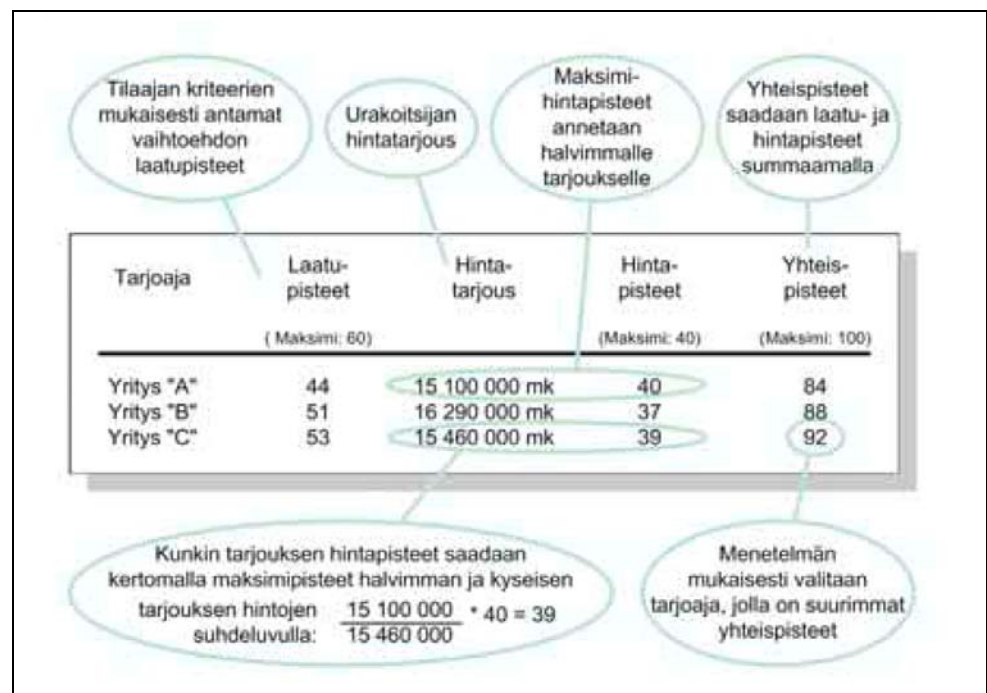 Tilaajan kriteerien
mukaisesti antamat
vaihtoehdon
laatupisteet
Urakoitsijan
hintatarjous
Maksimi-
hintapisteet
annetaan
halvimmalle
tarjoukselle
Yhteispisteet
saadaan laatu- ja
hintapisteet
summaamalla
Tarjoaja
Laatu-
pisteet
( Maksimi: 60)
Hinta-
tarjous
Hinta-
pisteet
(Maksimi: 40)
Yhteis-
pisteet
(Maksimi: 100)
Yritys "A" 44 15 100 000 mk 40 84
Yritys "B" 51 16 290 000 mk 37 88
Yritys "C" 53 15 460 000 mk 39 92
Kunkin tarjouksen hintapisteet saadaan
kertomalla maksimipisteet halvimman ja kyseisen
tarjouksen hintojen
suhdeluvulla:
15 100 000
15 460 000
* 40 = 39
Menetelmän
mukaisesti valitaan
tarjoaja, jolla on suurimmat
yhteispisteet